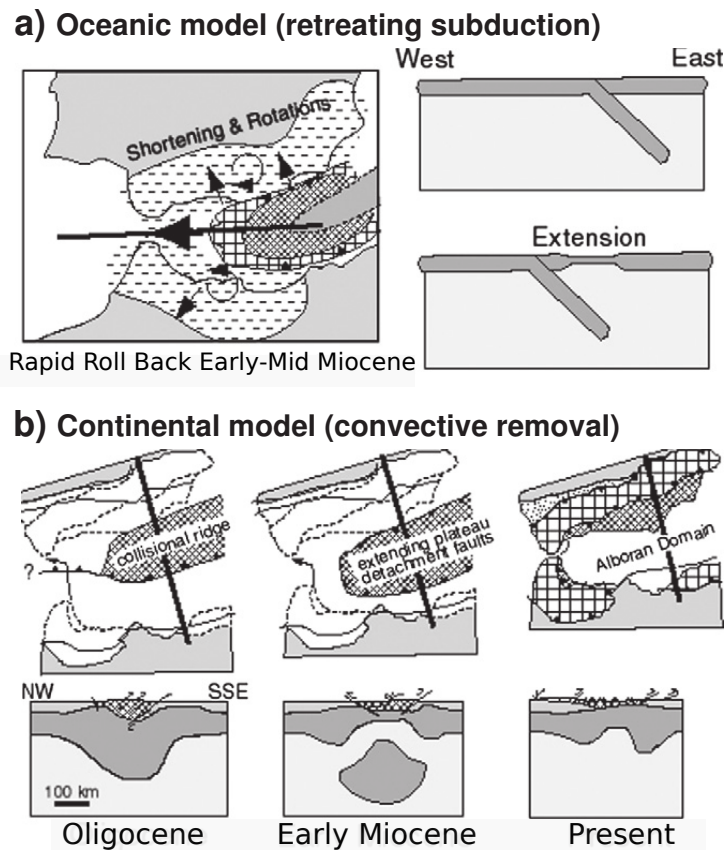 a) Oceanic model (retreating subduction)
West
East
Shortening & Rotations
Extension
Rapid Roll Back Early-Mid Miocene
b) Continental model (convective removal)
collisional ridge
?
extending plateau
detachment faults
Alboran Domain
NW
SSE
100 km
Oligocene
Early Miocene
Present